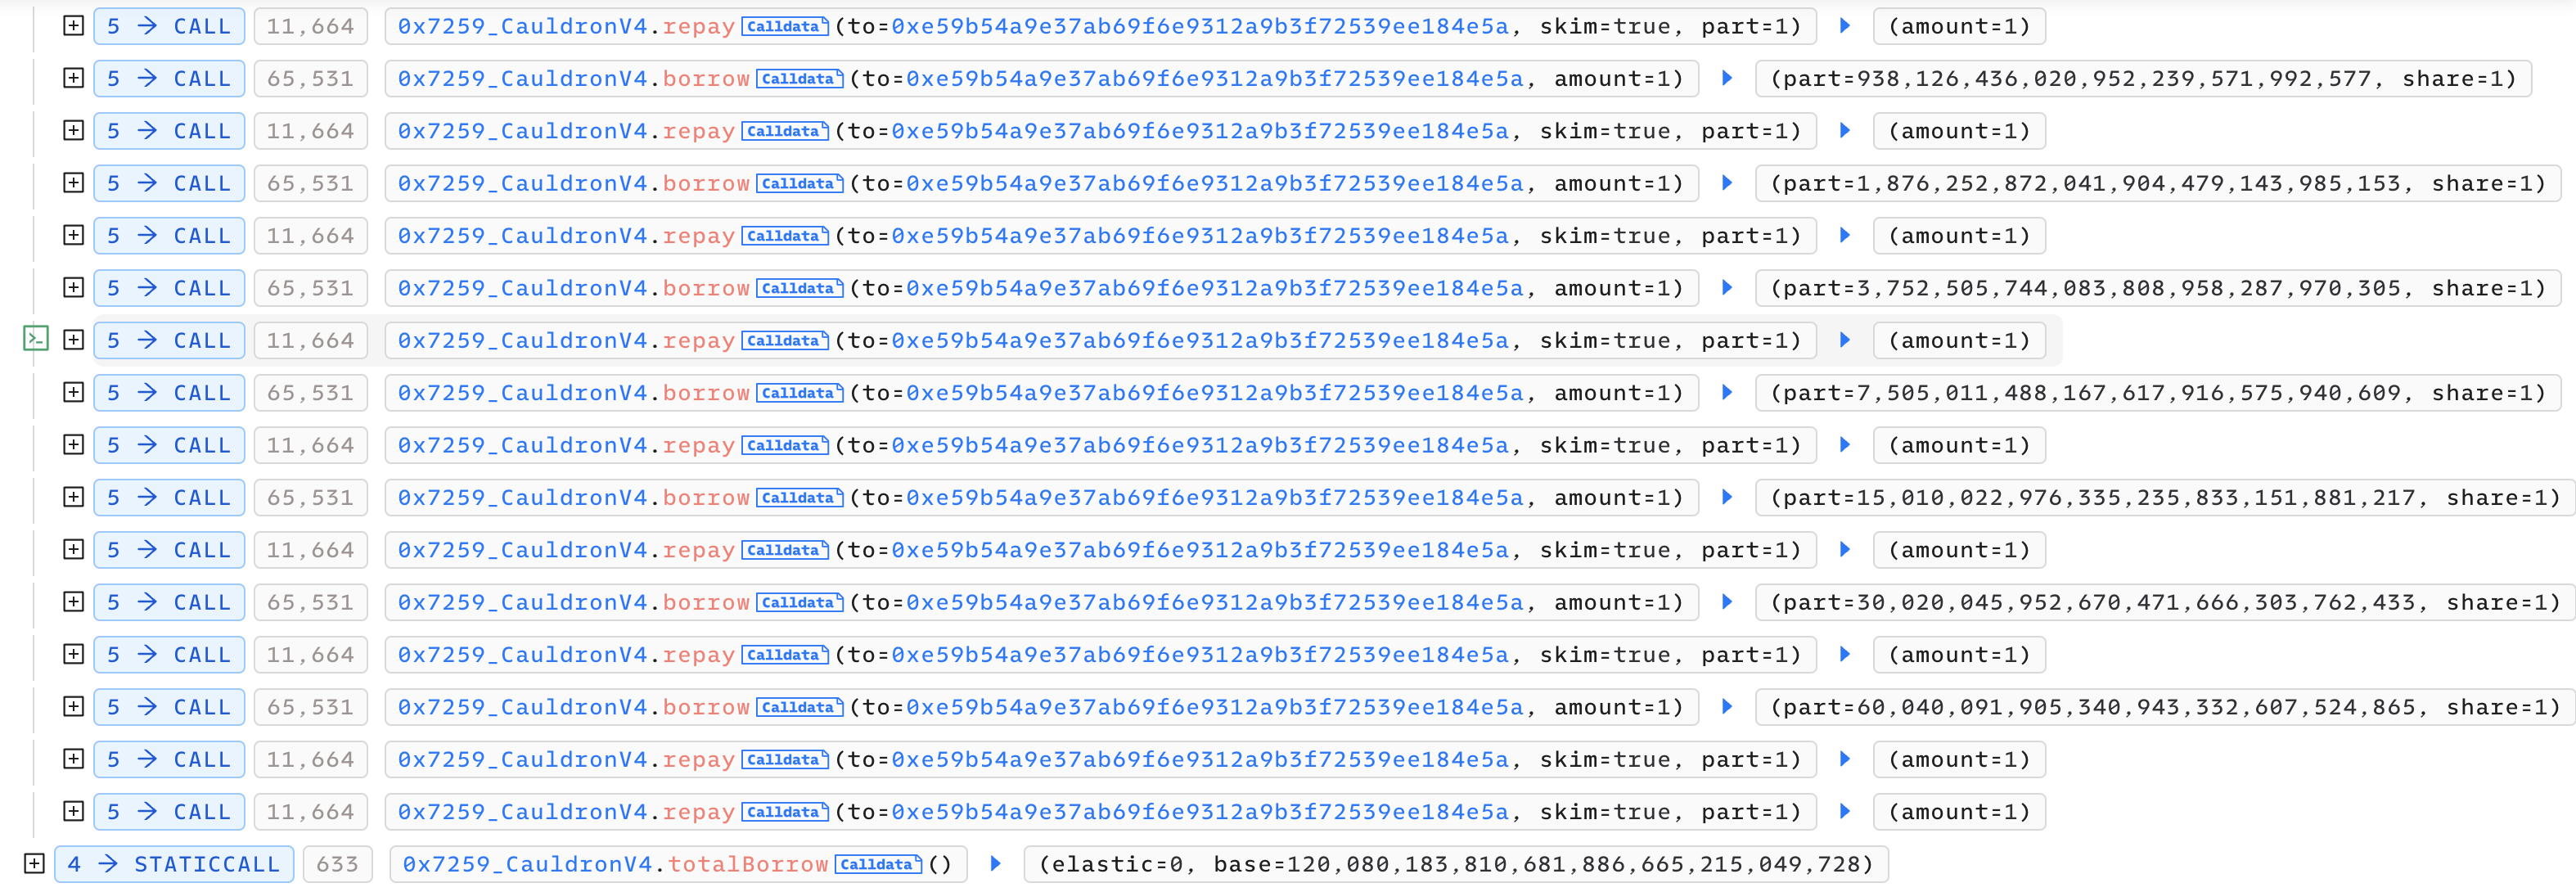 5 → CALL 11,664 0x7259_CauldronV4.repay Calldata (to=0xe59b54a9e37ab69f6e9312a9b3f72539ee184e5a, skim=true, part=1) (amount=1)
5 → CALL 65,531 0x7259_CauldronV4.borrow Calldata (to=0xe59b54a9e37ab69f6e9312a9b3f72539ee184e5a, amount=1) (part=938,126,436,020,952,239,571,992,577, share=1)
5 → CALL 11,664 0x7259_CauldronV4.repay Calldata (to=0xe59b54a9e37ab69f6e9312a9b3f72539ee184e5a, skim=true, part=1) (amount=1)
5 → CALL 65,531 0x7259_CauldronV4.borrow Calldata (to=0xe59b54a9e37ab69f6e9312a9b3f72539ee184e5a, amount=1) (part=1,876,252,872,041,904,479,143,985,153, share=1)
5 → CALL 11,664 0x7259_CauldronV4.repay Calldata (to=0xe59b54a9e37ab69f6e9312a9b3f72539ee184e5a, skim=true, part=1) (amount=1)
5 → CALL 65,531 0x7259_CauldronV4.borrow Calldata (to=0xe59b54a9e37ab69f6e9312a9b3f72539ee184e5a, amount=1) (part=3,752,505,744,083,808,958,287,970,305, share=1)
5 → CALL 11,664 0x7259_CauldronV4.repay Calldata (to=0xe59b54a9e37ab69f6e9312a9b3f72539ee184e5a, skim=true, part=1) (amount=1)
5 → CALL 65,531 0x7259_CauldronV4.borrow Calldata (to=0xe59b54a9e37ab69f6e9312a9b3f72539ee184e5a, amount=1) (part=7,505,011,488,167,617,916,575,940,609, share=1)
5 → CALL 11,664 0x7259_CauldronV4.repay Calldata (to=0xe59b54a9e37ab69f6e9312a9b3f72539ee184e5a, skim=true, part=1) (amount=1)
5 → CALL 65,531 0x7259_CauldronV4.borrow Calldata (to=0xe59b54a9e37ab69f6e9312a9b3f72539ee184e5a, amount=1) (part=15,010,022,976,335,235,833,151,881,217, share=1)
5 → CALL 11,664 0x7259_CauldronV4.repay Calldata (to=0xe59b54a9e37ab69f6e9312a9b3f72539ee184e5a, skim=true, part=1) (amount=1)
5 → CALL 65,531 0x7259_CauldronV4.borrow Calldata (to=0xe59b54a9e37ab69f6e9312a9b3f72539ee184e5a, amount=1) (part=30,020,045,952,670,471,666,303,762,433, share=1)
5 → CALL 11,664 0x7259_CauldronV4.repay Calldata (to=0xe59b54a9e37ab69f6e9312a9b3f72539ee184e5a, skim=true, part=1) (amount=1)
5 → CALL 65,531 0x7259_CauldronV4.borrow Calldata (to=0xe59b54a9e37ab69f6e9312a9b3f72539ee184e5a, amount=1) (part=60,040,091,905,340,943,332,607,524,865, share=1)
5 → CALL 11,664 0x7259_CauldronV4.repay Calldata (to=0xe59b54a9e37ab69f6e9312a9b3f72539ee184e5a, skim=true, part=1) (amount=1)
5 → CALL 11,664 0x7259_CauldronV4.repay Calldata (to=0xe59b54a9e37ab69f6e9312a9b3f72539ee184e5a, skim=true, part=1) (amount=1)
4 → STATICCALL 633 0x7259_CauldronV4.totalBorrow Calldata () (elastic=0, base=120,080,183,810,681,886,665,215,049,728)